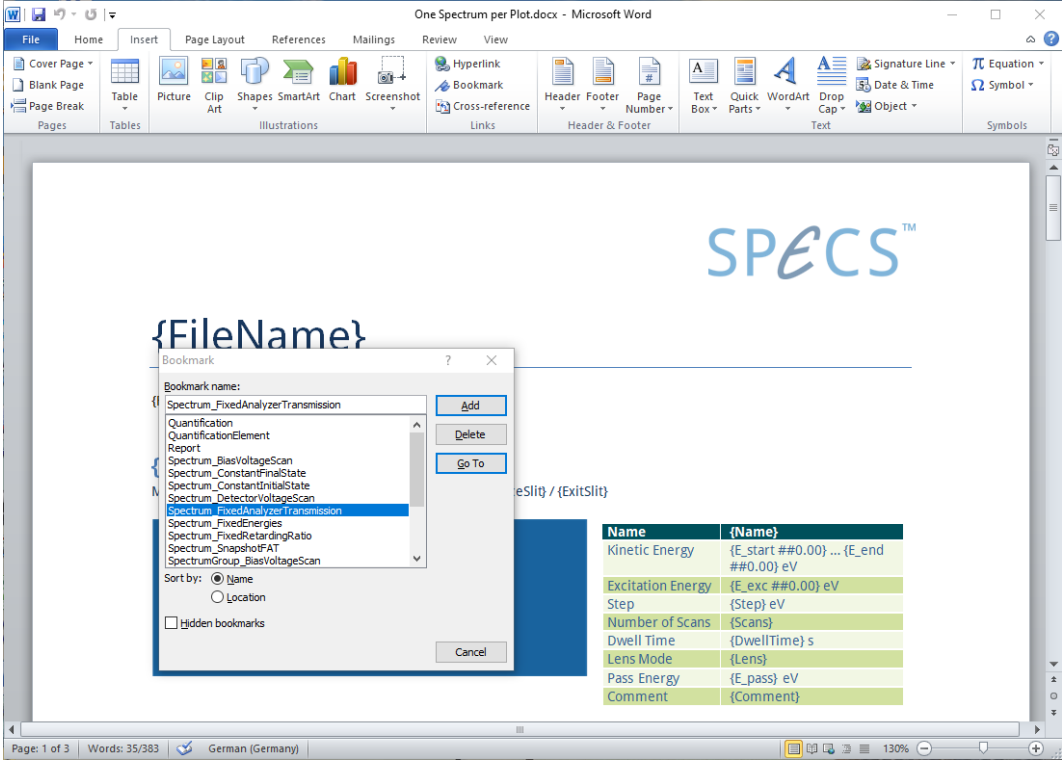 One Spectrum per Plot.docx - Microsoft Word
File Home Insert Page Layout References Mailings Review View
Cover Page
Blank Page
Page Break
Pages
Table
Tables
Picture Clip Art Shapes SmartArt Chart Screenshot
Illustrations
Hyperlink
Bookmark
Cross-reference
Links
Header Footer Page Number
Header & Footer
Text Box Quick Parts WordArt Drop Cap
Signature Line
Date & Time
Object
Text
π Equation
Ω Symbol
Symbols
SPECS™
{FileName}
Bookmark
Bookmark name:
Spectrum_FixedAnalyzerTransmission
Add
Delete
Go To
Quantification
QuantificationElement
Report
Spectrum_BiasVoltageScan
Spectrum_ConstantFinalState
Spectrum_ConstantInitialState
Spectrum_DetectorVoltageScan
Spectrum_FixedAnalyzerTransmission
Spectrum_FixedEnergies
Spectrum_FixedRetardingRatio
Spectrum_SnapshotFAT
SpectrumGroup_BiasVoltageScan
Sort by: Name
Location
Hidden bookmarks
Cancel
eSlit} / {ExitSlit}
Name {Name}
Kinetic Energy {E_start ##0.00} ... {E_end
##0.00} eV
Excitation Energy {E_exc ##0.00} eV
Step {Step} eV
Number of Scans {Scans}
Dwell Time {DwellTime} s
Lens Mode {Lens}
Pass Energy {E_pass} eV
Comment {Comment}
Page: 1 of 3 Words: 35/383 German (Germany) 130%